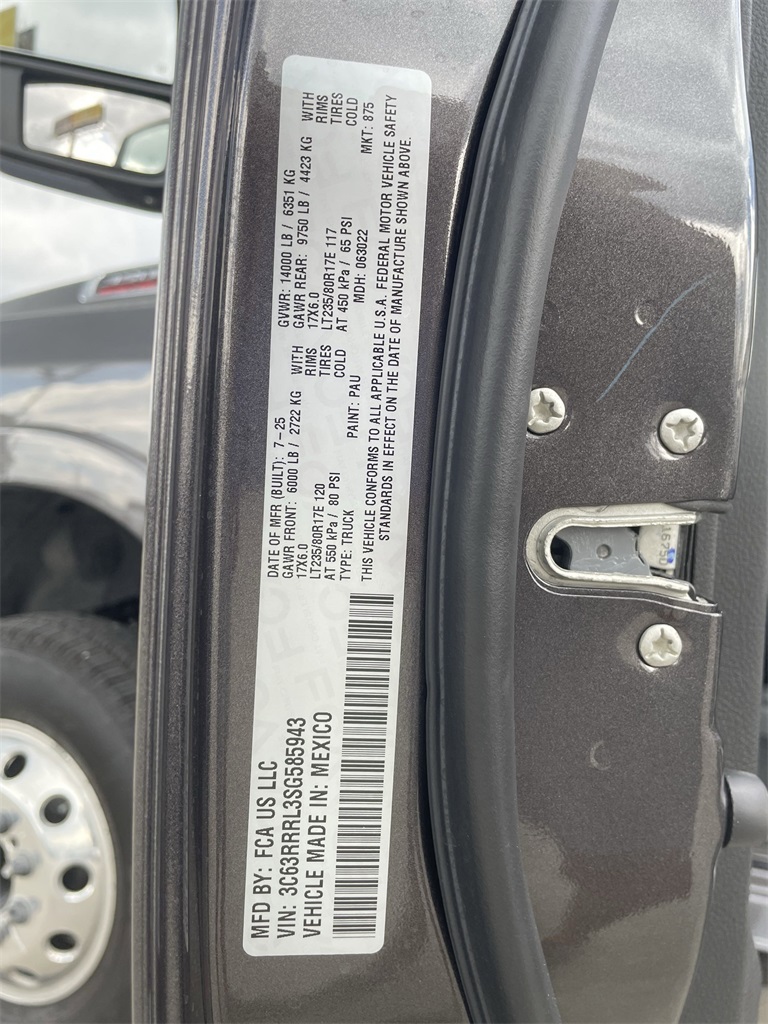 MFD BY: FCA US LLC
VIN: 3C63RRRL3SG585943
VEHICLE MADE IN: MEXICO
DATE OF MFR (BUILT): 7-25 GVWR: 14000 LB / 6351 KG
GAWR FRONT: 6000 LB / 2722 KG WITH GAWR REAR: 9750 LB / 4423 KG WITH
17X6.0 RIMS 17X6.0 RIMS
LT235/80R17E 120 TIRES LT235/80R17E 117 TIRES
AT 550 kPa / 80 PSI COLD AT 450 kPa / 65 PSI COLD
TYPE: TRUCK PAINT: PAU MDH: 063022 MKT: 875
THIS VEHICLE CONFORMS TO ALL APPLICABLE U.S.A. FEDERAL MOTOR VEHICLE SAFETY
STANDARDS IN EFFECT ON THE DATE OF MANUFACTURE SHOWN ABOVE.